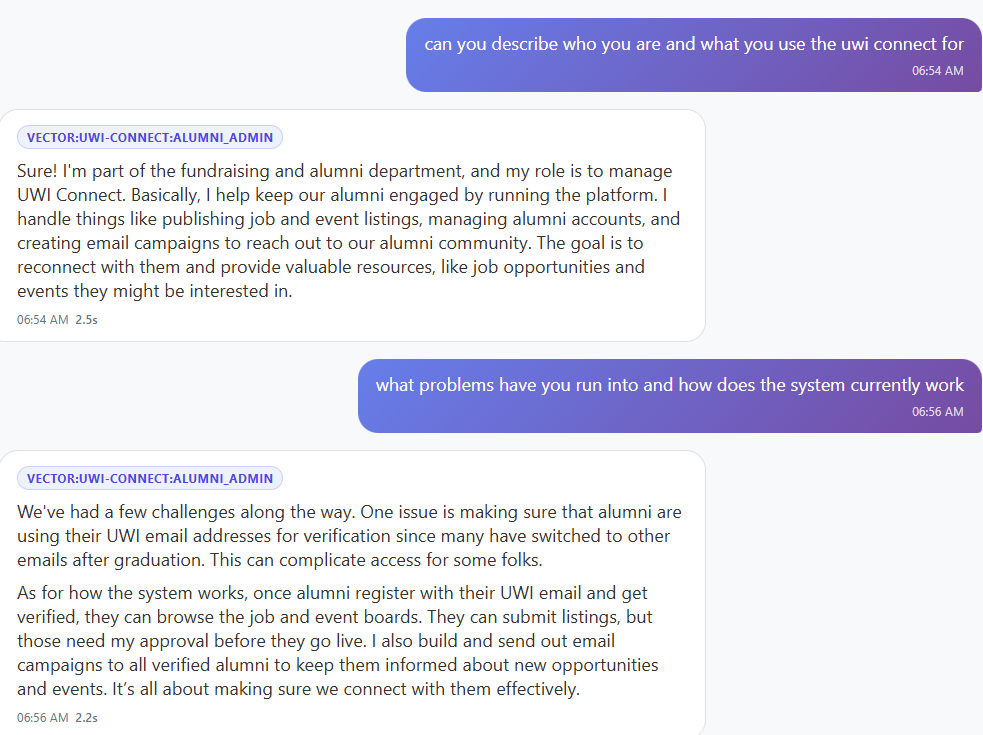 can you describe who you are and what you use the uwi connect for
06:54 AM
VECTOR:UWI-CONNECT:ALUMNI_ADMIN
Sure! I'm part of the fundraising and alumni department, and my role is to manage
UWI Connect. Basically, I help keep our alumni engaged by running the platform. I
handle things like publishing job and event listings, managing alumni accounts, and
creating email campaigns to reach out to our alumni community. The goal is to
reconnect with them and provide valuable resources, like job opportunities and
events they might be interested in.
06:54 AM 2.5s
what problems have you run into and how does the system currently work
06:56 AM
VECTOR:UWI-CONNECT:ALUMNI_ADMIN
We've had a few challenges along the way. One issue is making sure that alumni are
using their UWI email addresses for verification since many have switched to other
emails after graduation. This can complicate access for some folks.
As for how the system works, once alumni register with their UWI email and get
verified, they can browse the job and event boards. They can submit listings, but
those need my approval before they go live. I also build and send out email
campaigns to all verified alumni to keep them informed about new opportunities
and events. It’s all about making sure we connect with them effectively.
06:56 AM 2.2s